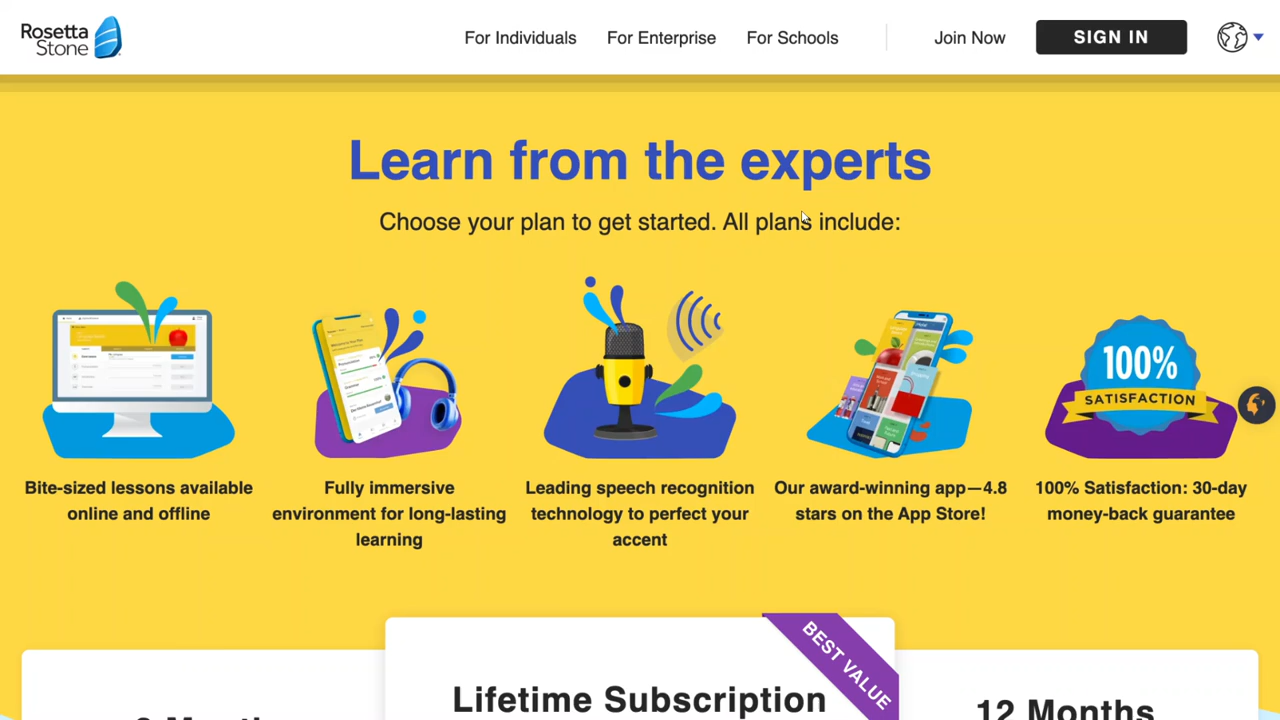 Rosetta
Stone
For Individuals
For Enterprise
For Schools
Join Now
SIGN IN
Learn from the experts
Choose your plan to get started. All plans include:
100%
SATISFACTION
Bite-sized lessons available
online and offline
Fully immersive
environment for long-lasting
learning
Leading speech recognition
technology to perfect your
accent
Our award-winning app—4.8
stars on the App Store!
100% Satisfaction: 30-day
money-back guarantee
BEST VALUE
Lifetime Subscription
12 Months